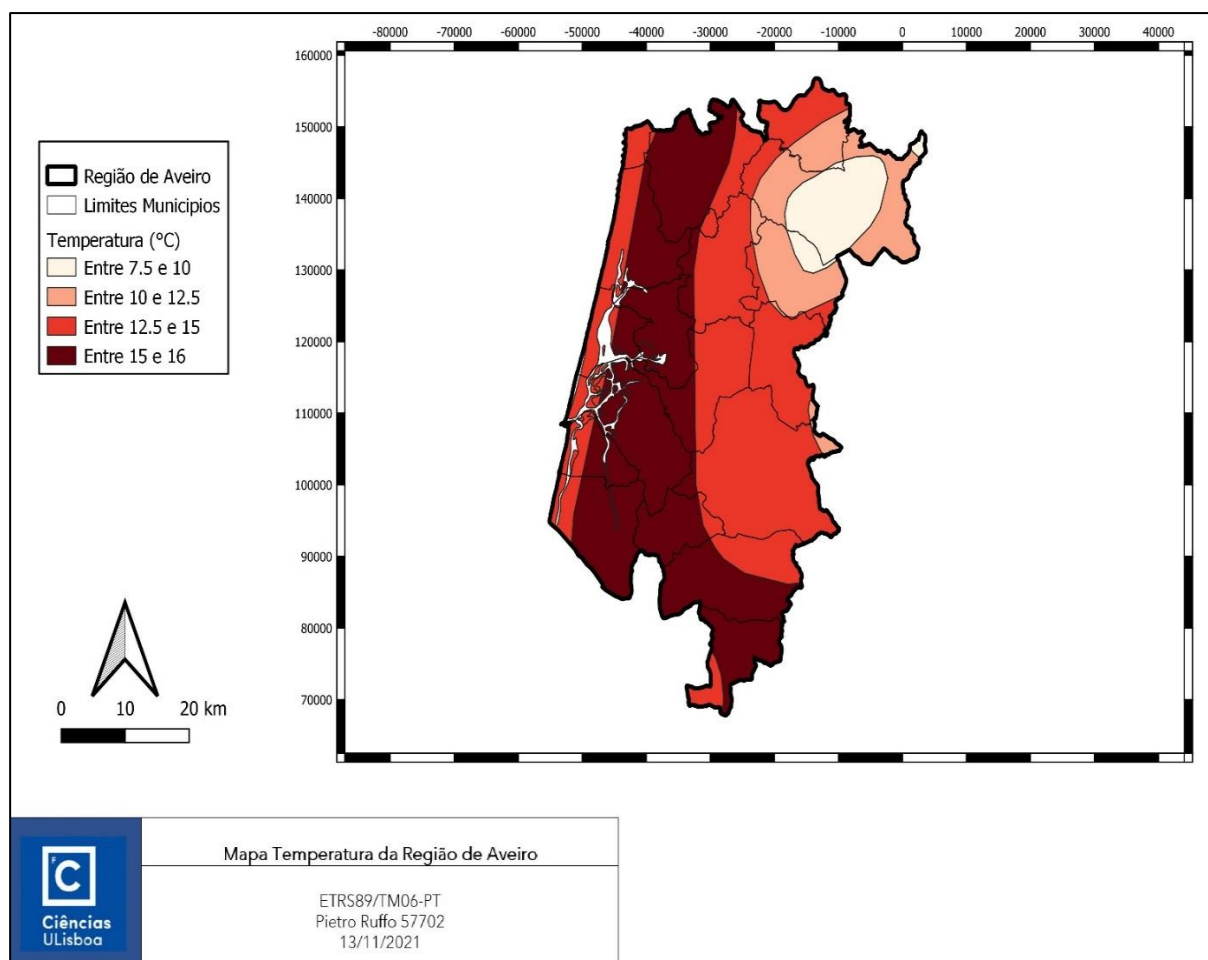 -80000 -70000 -60000 -50000 -40000 -30000 -20000 -10000 0 10000 20000 30000 40000
160000
150000
140000
130000
120000
110000
100000
90000
80000
70000
Região de Aveiro
Limites Municipios
Temperatura (°C)
Entre 7.5 e 10
Entre 10 e 12.5
Entre 12.5 e 15
Entre 15 e 16
0 10 20 km
F
C
Ciências
ULisboa
Mapa Temperatura da Região de Aveiro
ETRS89/TM06-PT
Pietro Ruffo 57702
13/11/2021